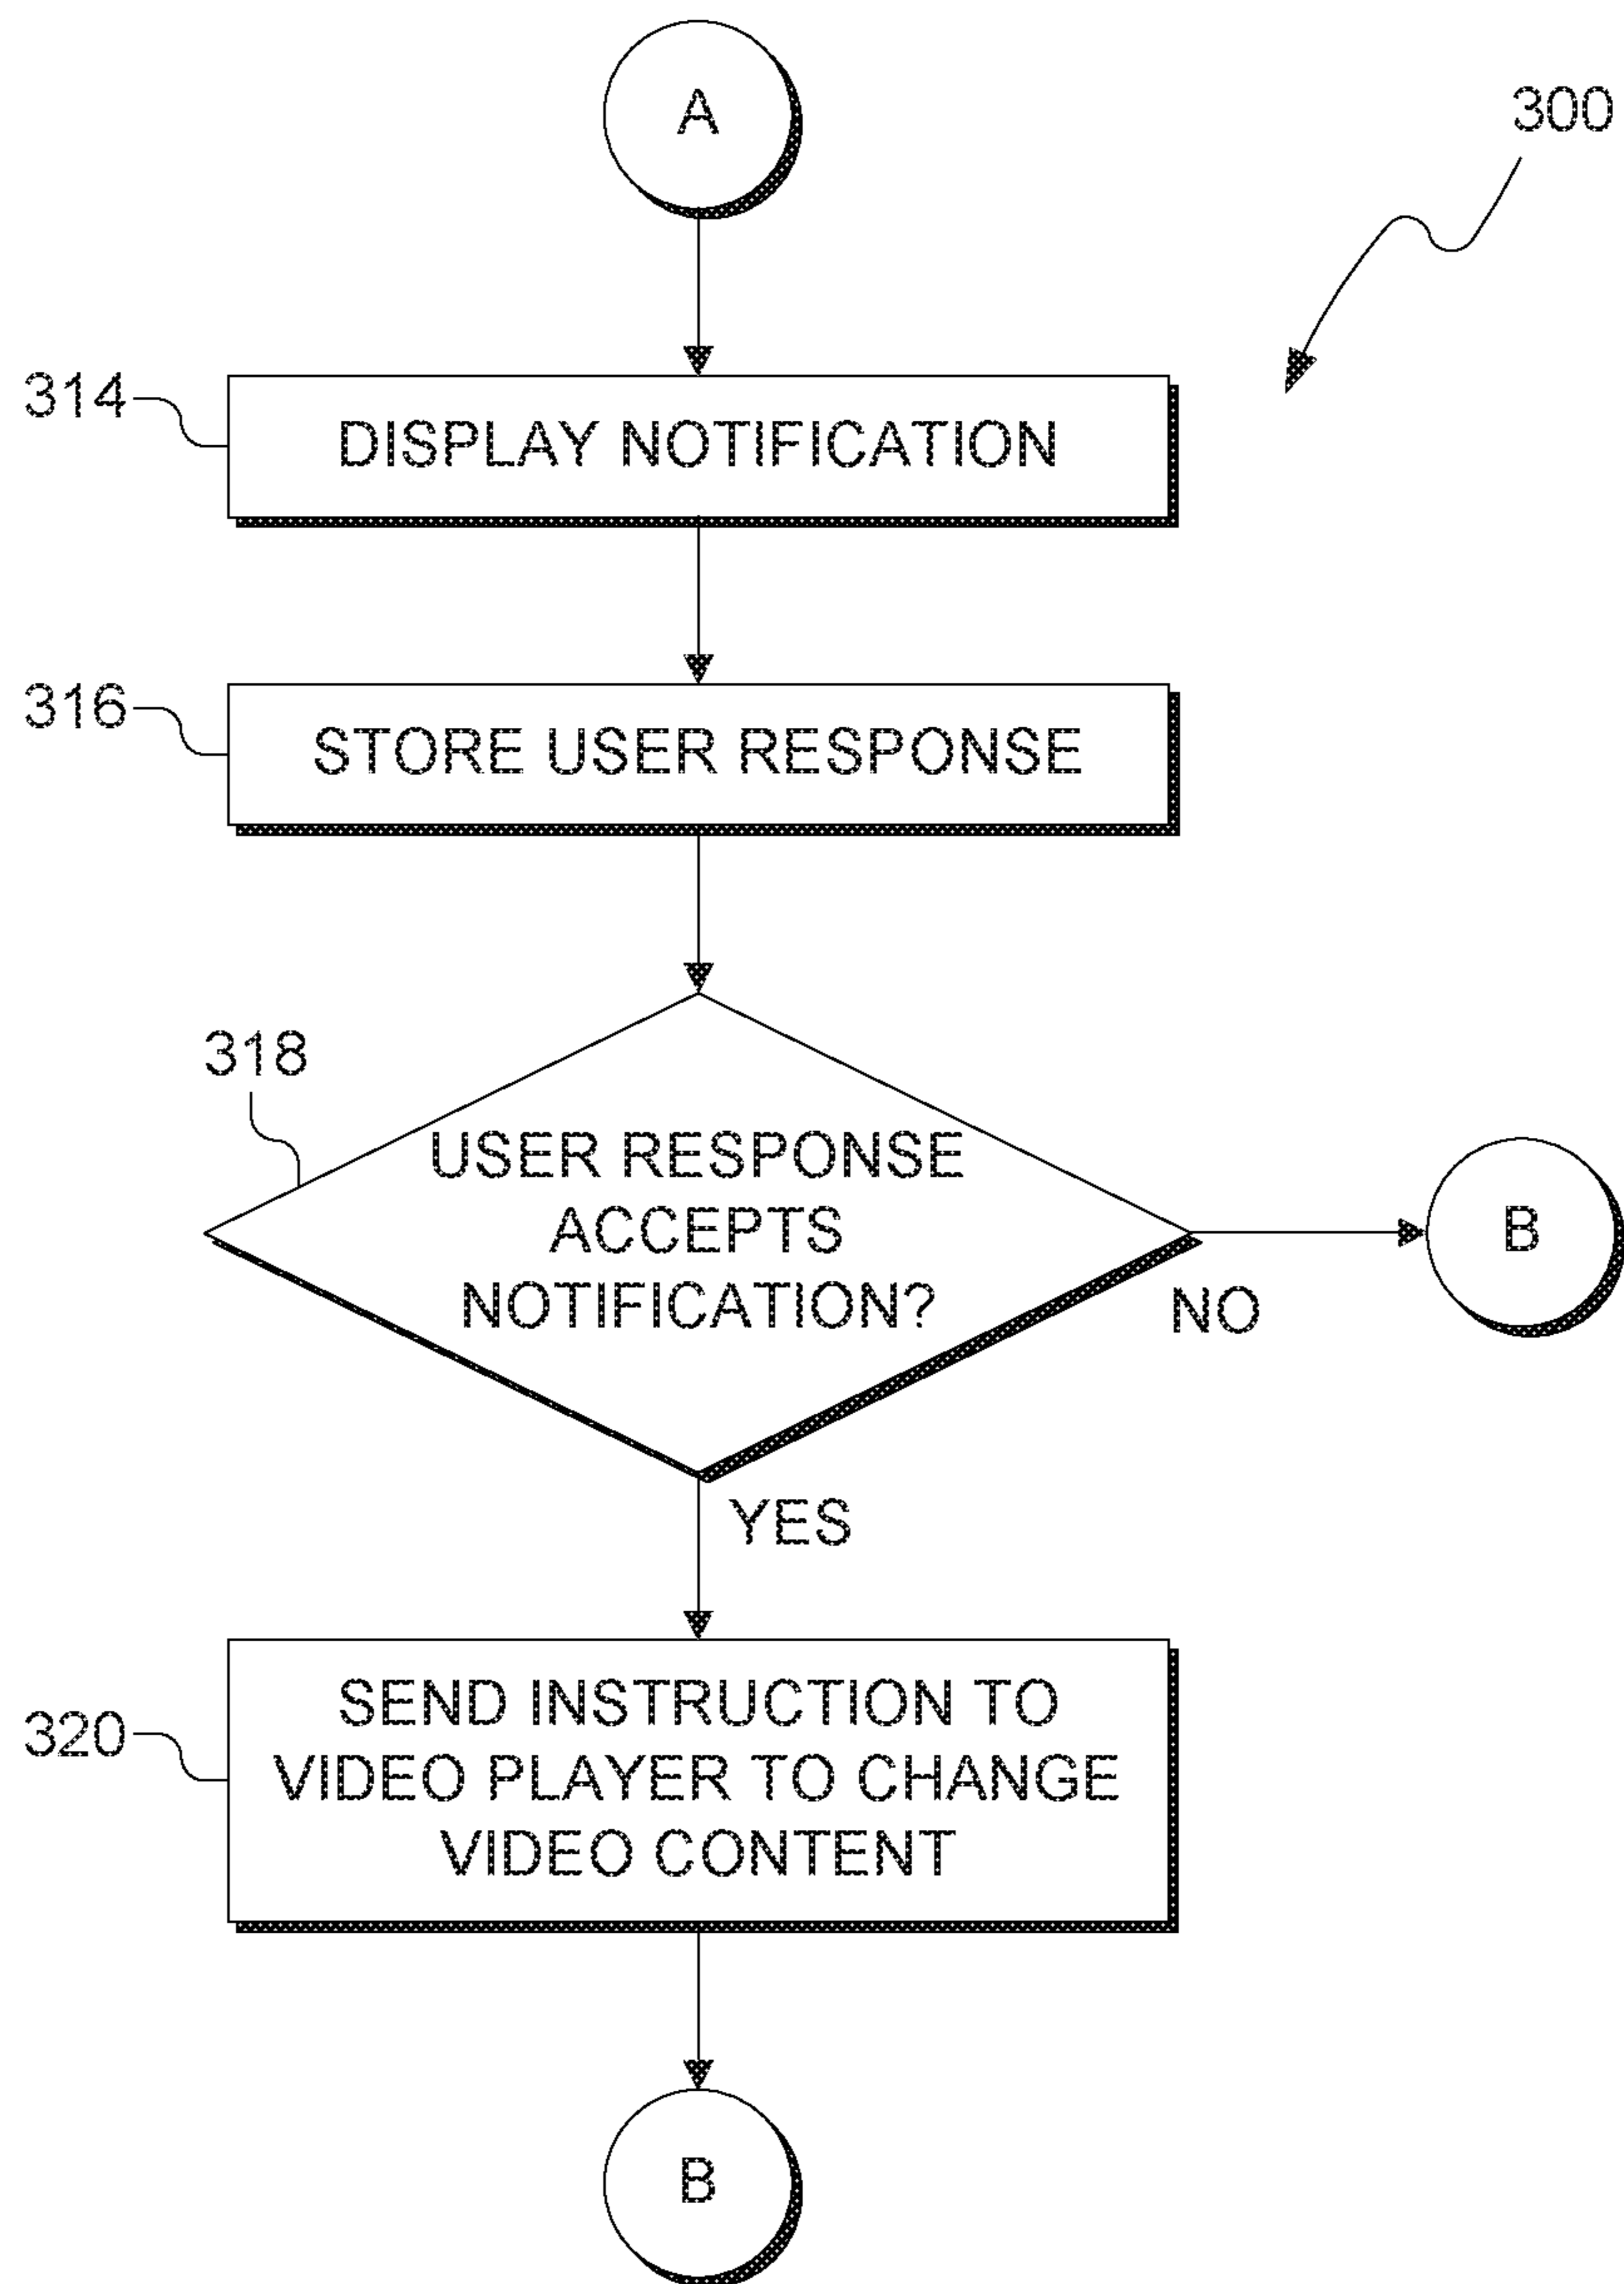 A
300
314
DISPLAY NOTIFICATION
316
STORE USER RESPONSE
318
USER RESPONSE
ACCEPTS
NOTIFICATION?
B
NO
YES
320
SEND INSTRUCTION TO
VIDEO PLAYER TO CHANGE
VIDEO CONTENT
B